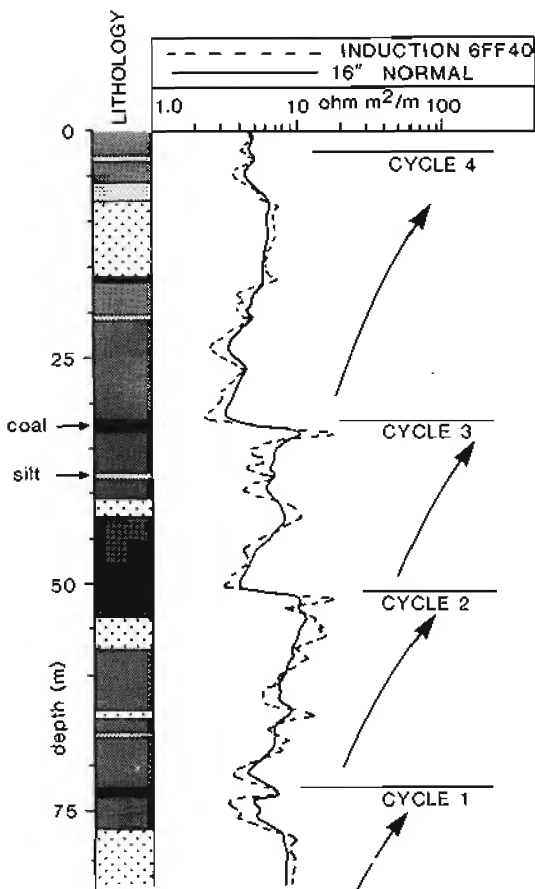 LITHOLOGY
INDUCTION 6FF40
16" NORMAL
1.0 10 ohm m²/m 100
0
CYCLE 4
25
coal
CYCLE 3
silt
50
CYCLE 2
depth (m)
75
CYCLE 1